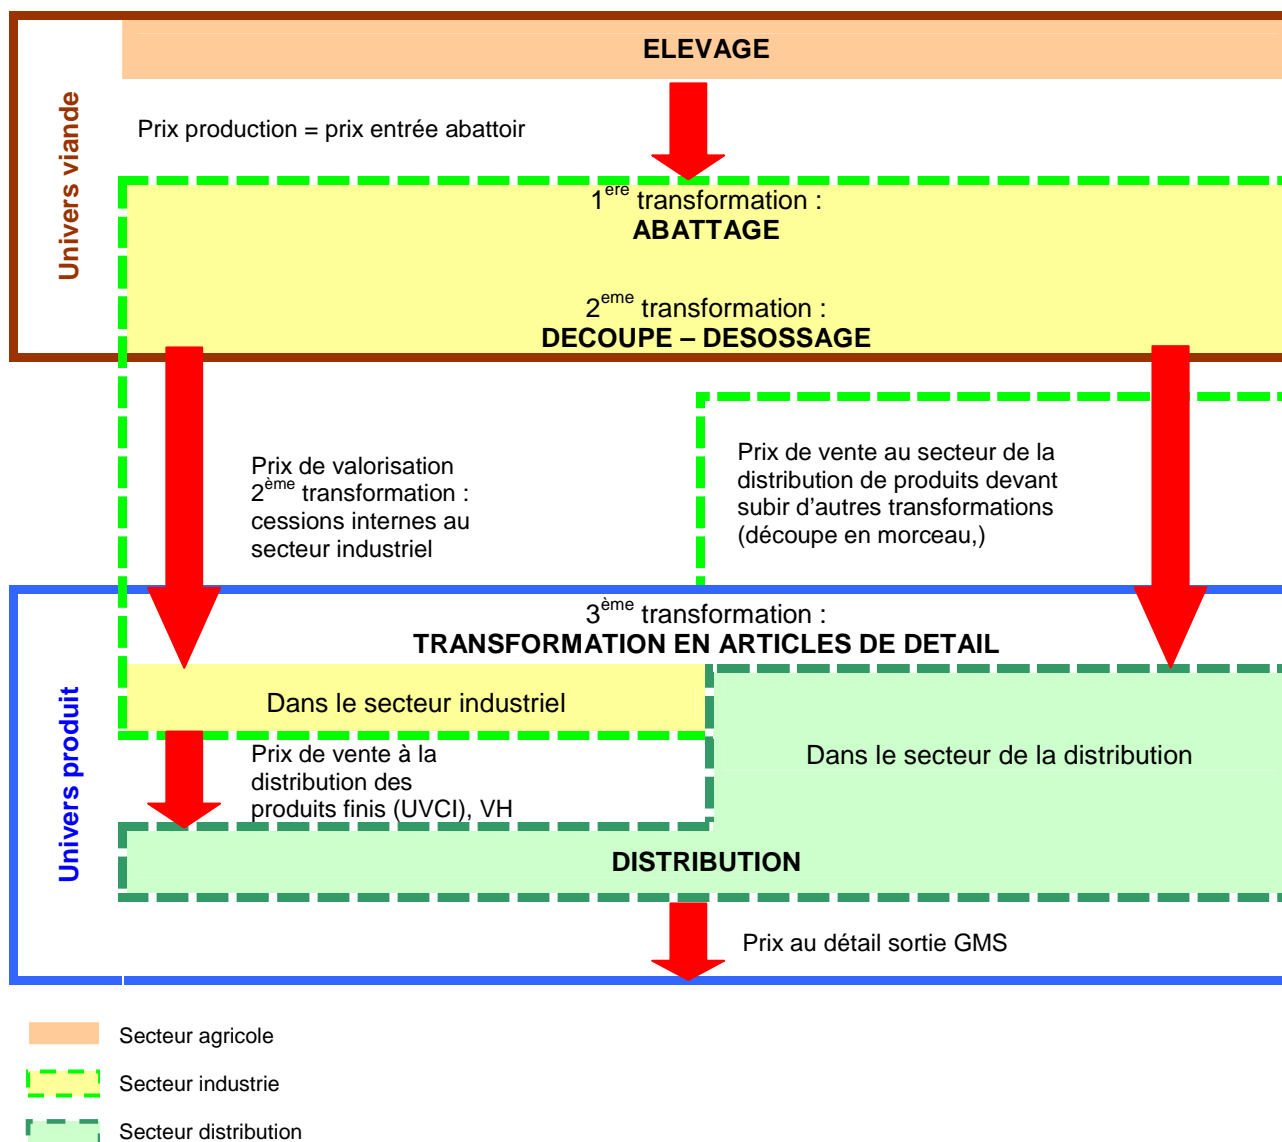 ELEVAGE
Univers viande
Prix production = prix entrée abattoir
1ere transformation :
ABATTAGE
2eme transformation :
DECOUPE – DESOSSAGE
Prix de valorisation
2ème transformation :
cessions internes au
secteur industriel
Prix de vente au secteur de la
distribution de produits devant
subir d’autres transformations
(découpe en morceau,)
Univers produit
3ème transformation :
TRANSFORMATION EN ARTICLES DE DETAIL
Dans le secteur industriel
Dans le secteur de la distribution
Prix de vente à la
distribution des
produits finis (UVCI), VH
DISTRIBUTION
Prix au détail sortie GMS
Secteur agricole
Secteur industrie
Secteur distribution